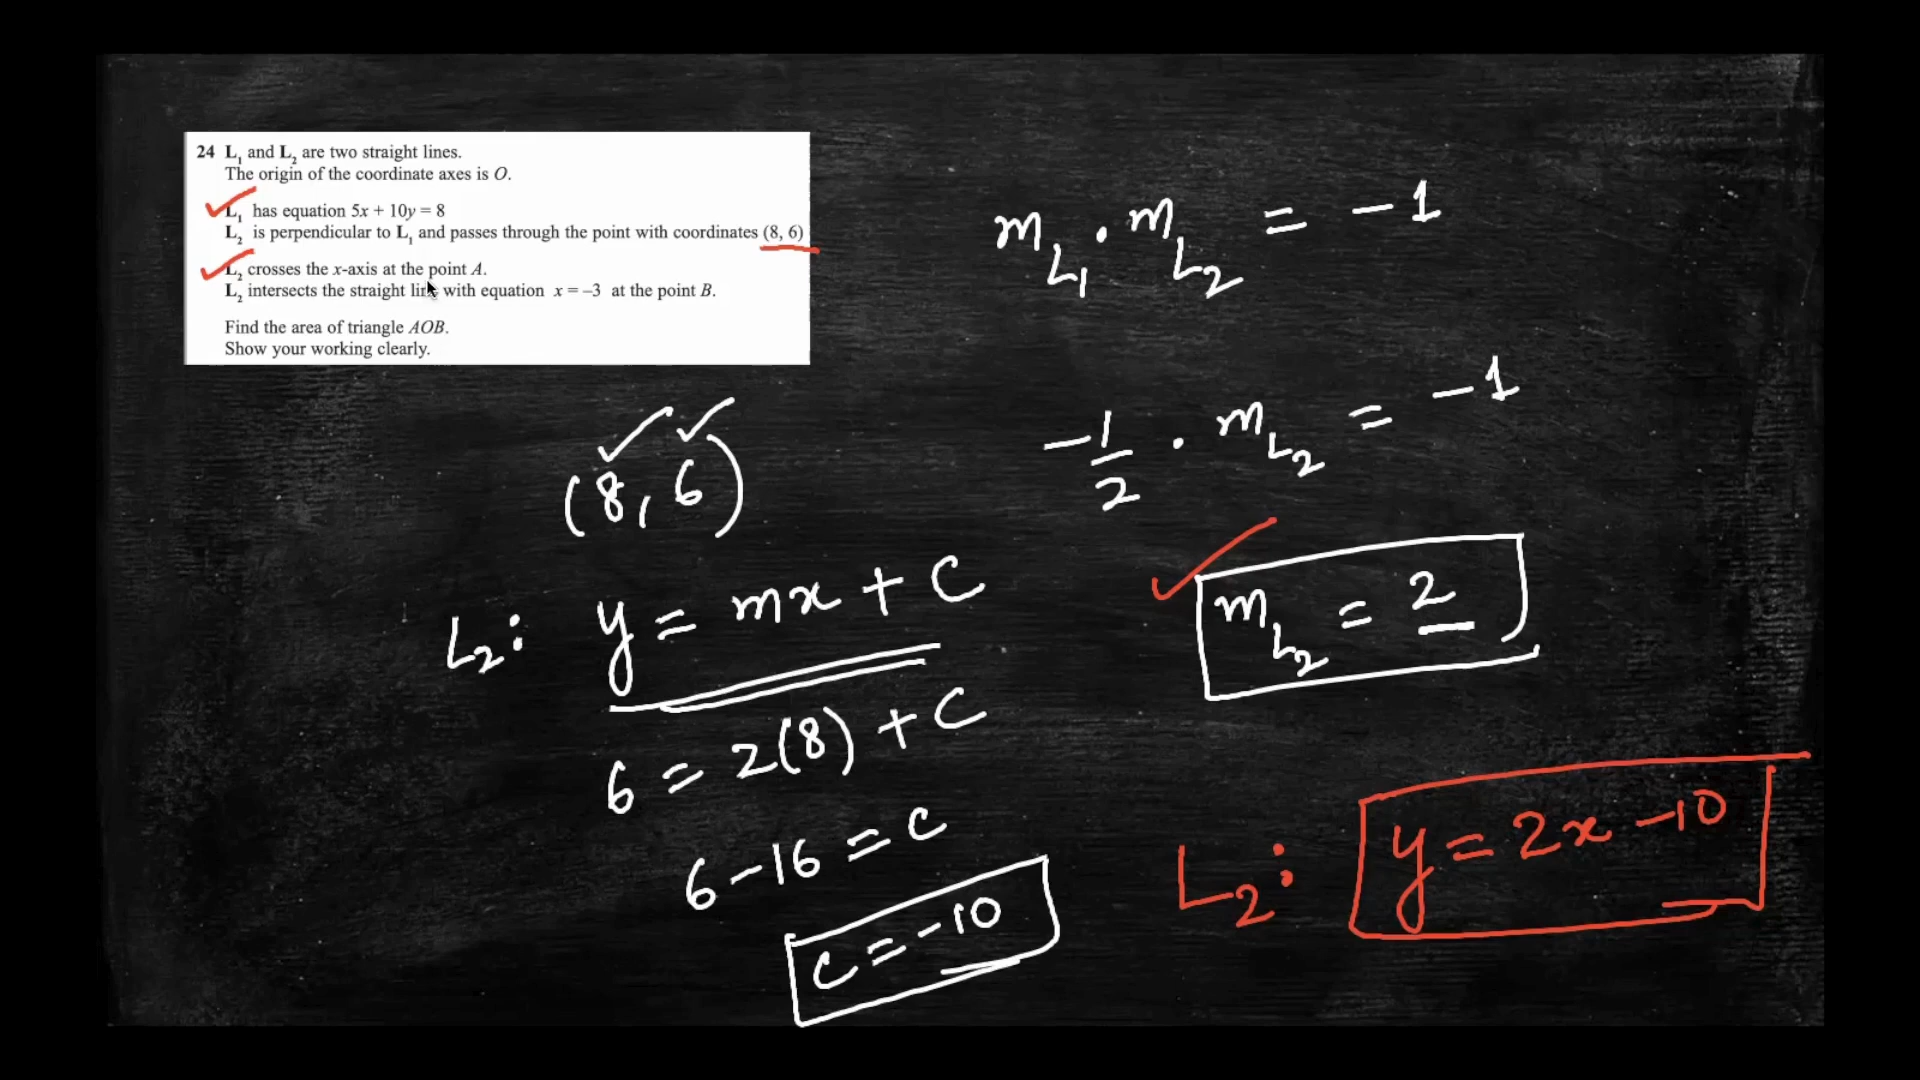 24 L₁ and L₂ are two straight lines.
The origin of the coordinate axes is O.
L₁ has equation 5x + 10y = 8
L₂ is perpendicular to L₁ and passes through the point with coordinates (8, 6)
L₂ crosses the x-axis at the point A.
L₂ intersects the straight line with equation x = –3 at the point B.
Find the area of triangle AOB.
Show your working clearly.
m_L₁ · m_L₂ = -1
-1/2 · m_L₂ = -1
m_L₂ = 2
(8, 6)
L₂: y = mx + c
6 = 2(8) + c
6 - 16 = c
c = -10
L₂: y = 2x - 10